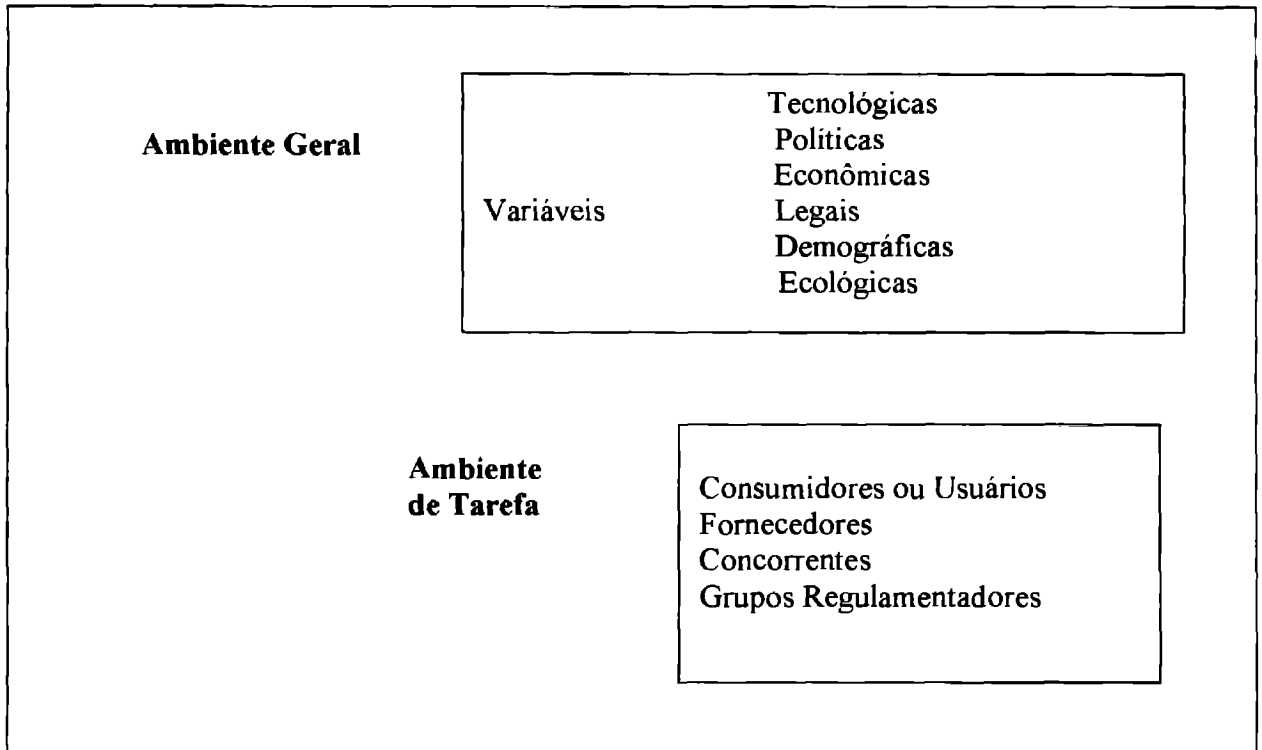 Ambiente Geral
Variáveis
Tecnológicas
Políticas
Econômicas
Legais
Demográficas
Ecológicas
Ambiente
de Tarefa
Consumidores ou Usuários
Fornecedores
Concorrentes
Grupos Regulamentadores